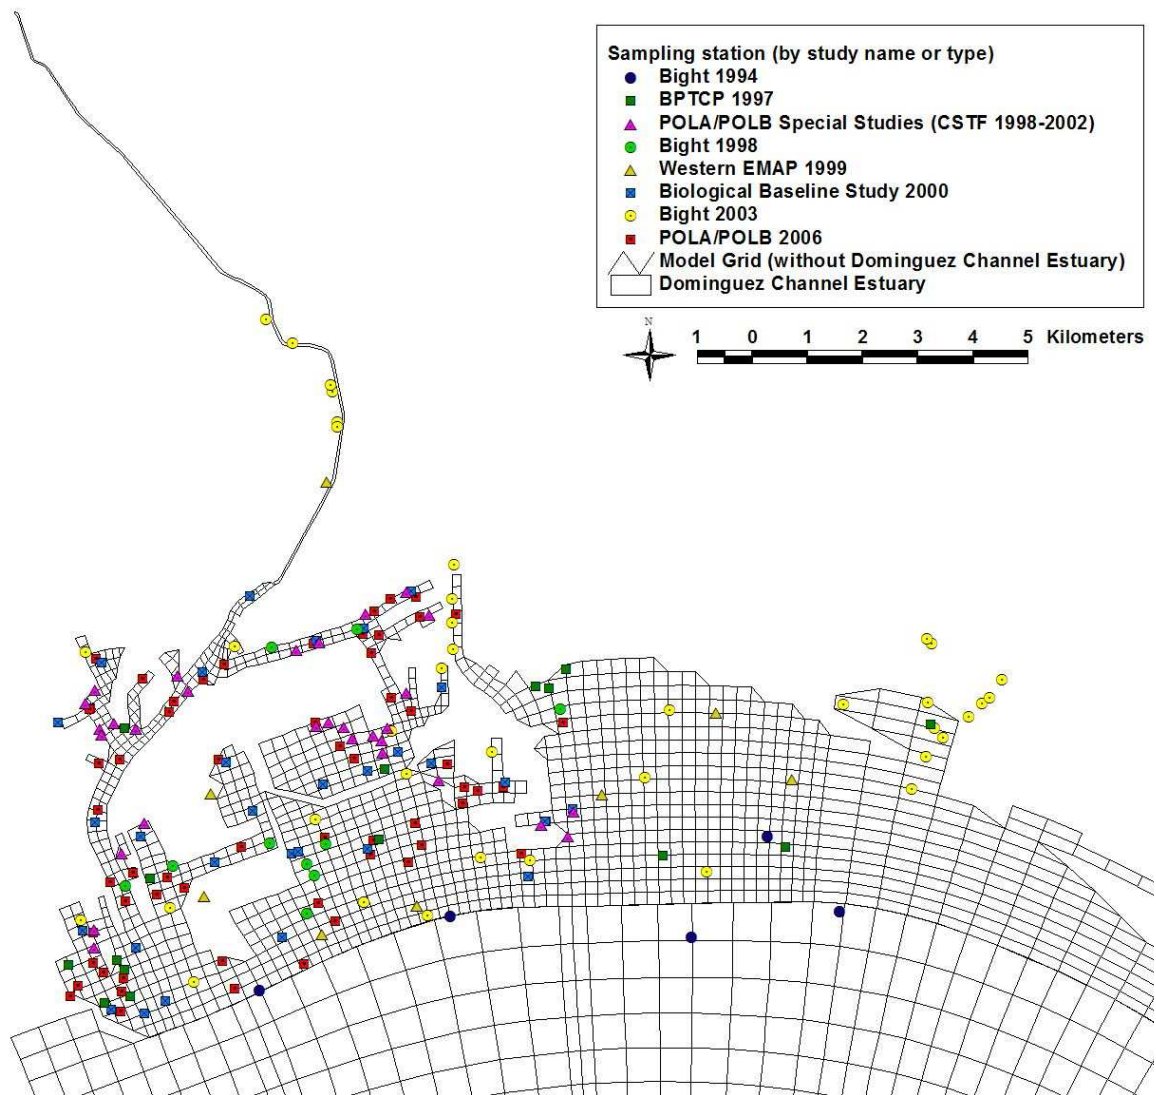 Sampling station (by study name or type)
Bight 1994
BPTCP 1997
POLA/POLB Special Studies (CSTF 1998-2002)
Bight 1998
Western EMAP 1999
Biological Baseline Study 2000
Bight 2003
POLA/POLB 2006
Model Grid (without Dominguez Channel Estuary)
Dominguez Channel Estuary
N
1 0 1 2 3 4 5 Kilometers